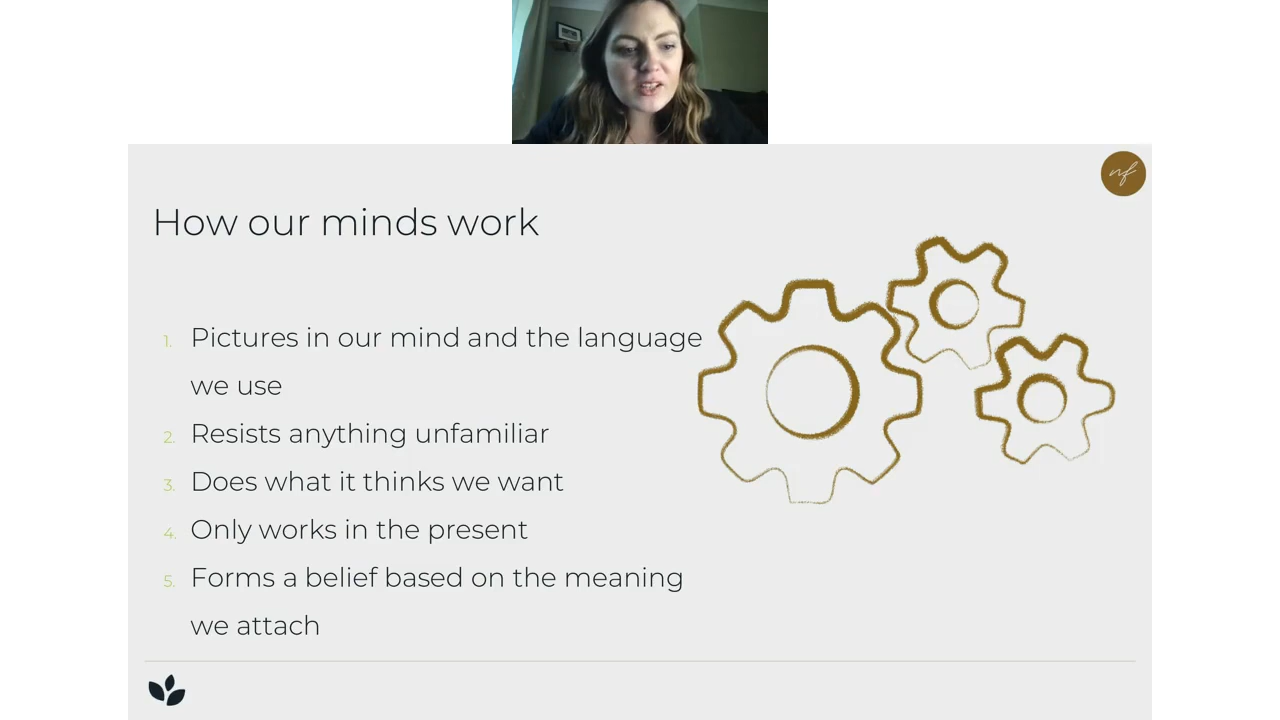 nf
How our minds work
1. Pictures in our mind and the language
we use
2. Resists anything unfamiliar
3. Does what it thinks we want
4. Only works in the present
5. Forms a belief based on the meaning
we attach